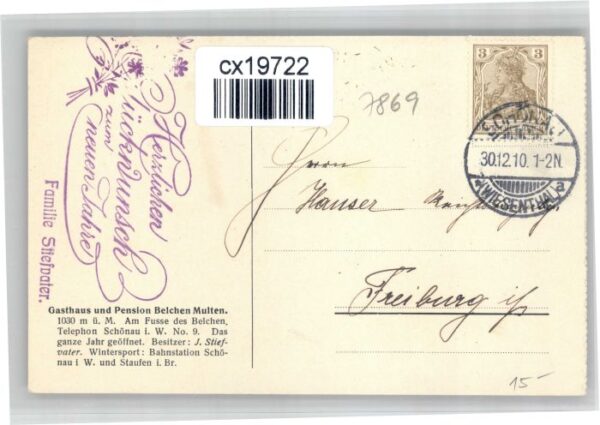 cx19722
7869
3
Herzlichen
Glückwunsch
zum
neuen Jahre
Familie Stiefvater.
SCHÖNAU
30.12.10. 1-2N.
(WIESENTHAL)
Herrn
Hauser
Freiburg i/
Gasthaus und Pension Belchen Multen.
1030 m ü. M. Am Fusse des Belchen,
Telephon Schönau i. W. No. 9. Das
ganze Jahr geöffnet. Besitzer: J. Stief-
vater. Wintersport: Bahnstation Schö-
nau i W. und Staufen i. Br.
15-